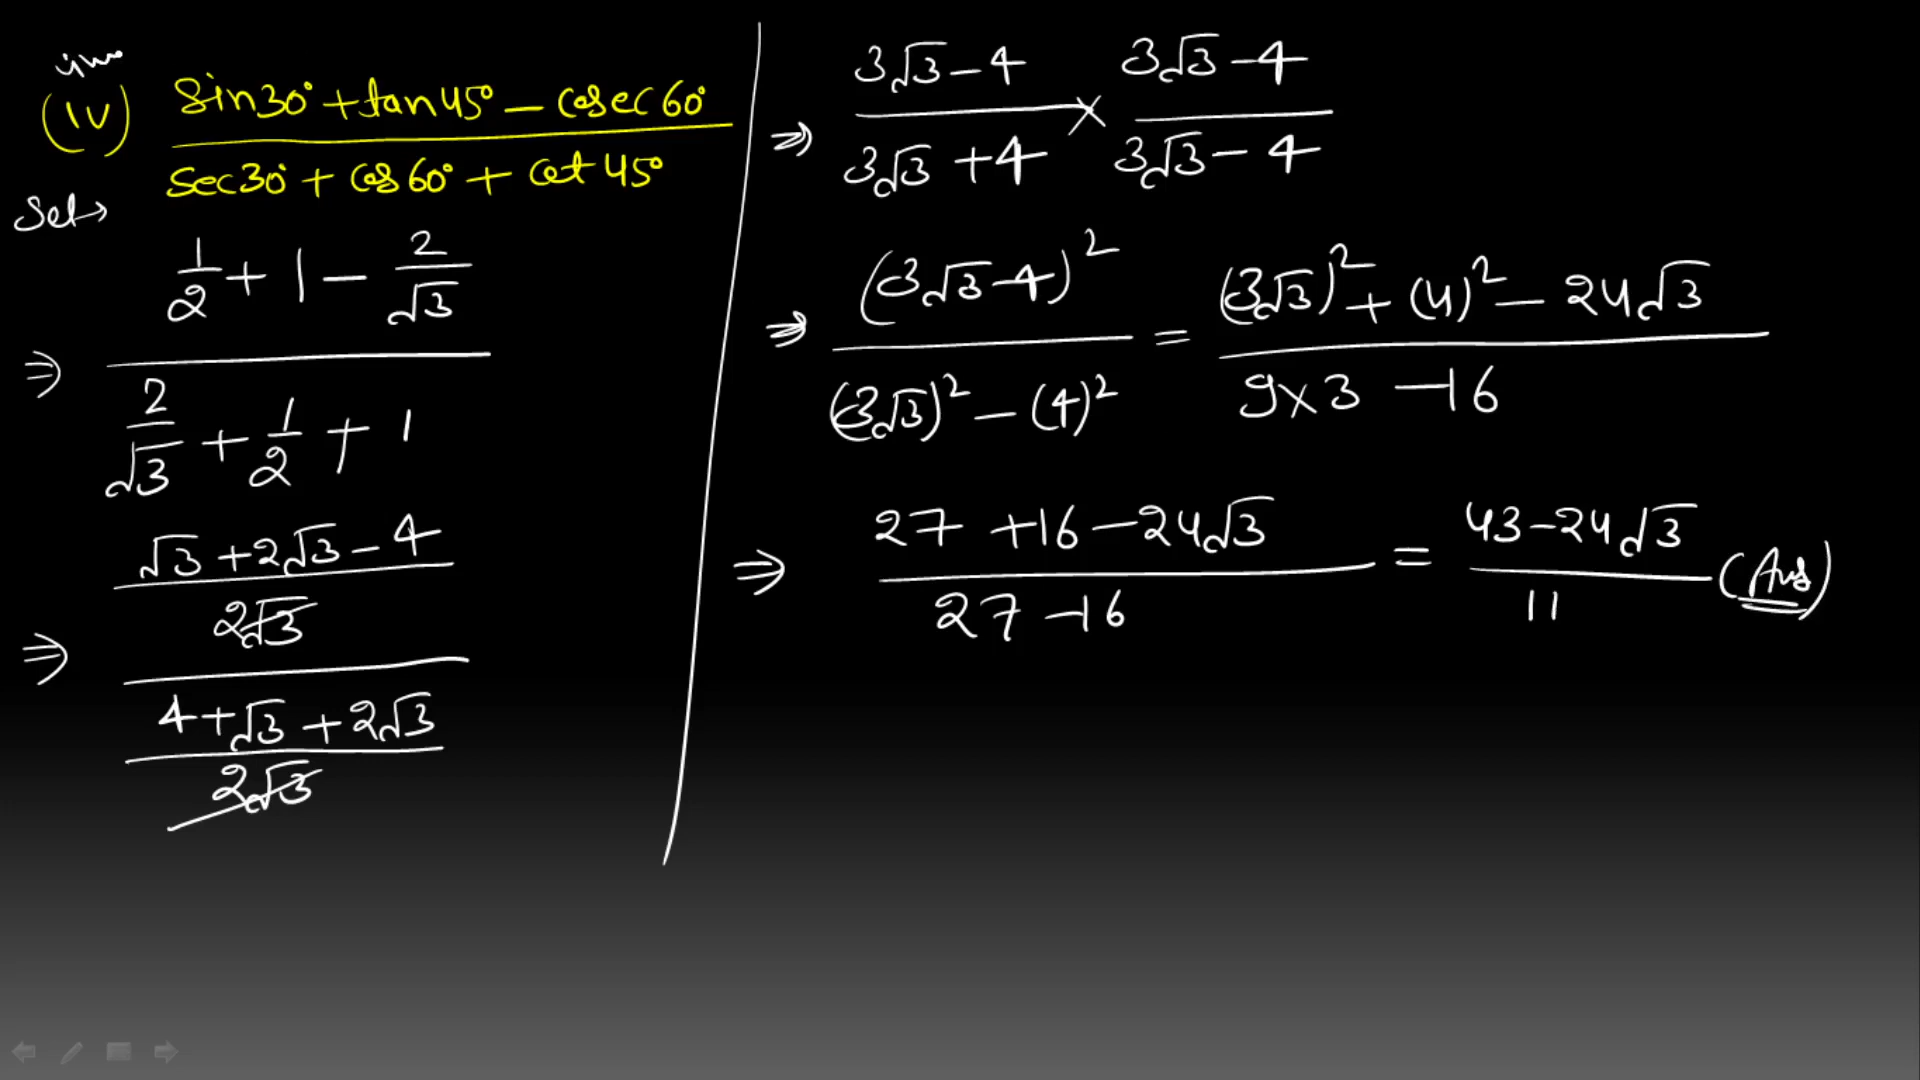 (iv) sin30° + tan45° – cosec60°
sec30° + cos60° + cot45°
Sol→
1/2 + 1 – 2/√3
⇒
2/√3 + 1/2 + 1
√3 + 2√3 – 4
2√3
⇒
4 + √3 + 2√3
2√3
3√3 – 4 × 3√3 – 4
⇒
3√3 + 4 3√3 – 4
(3√3 – 4)² = (3√3)² + (4)² – 24√3
⇒
(3√3)² – (4)² 9×3 – 16
27 + 16 – 24√3 = 43 – 24√3 (Ans)
⇒
27 – 16 11